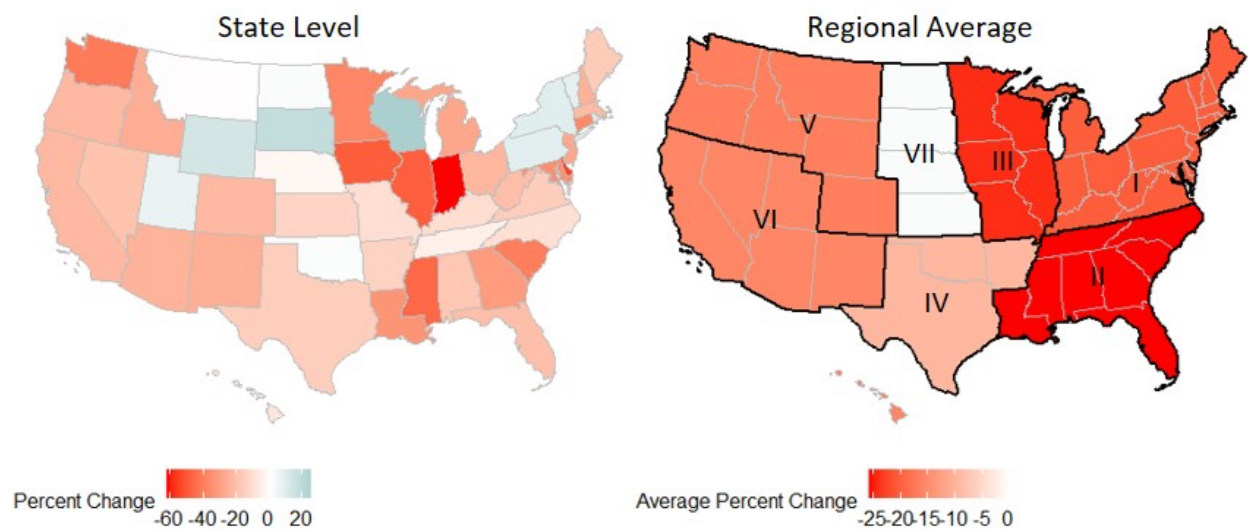 State Level
Regional Average
V
VII
III
I
VI
II
IV
Percent Change
-60 -40 -20 0 20
Average Percent Change
-25-20-15-10 -5 0